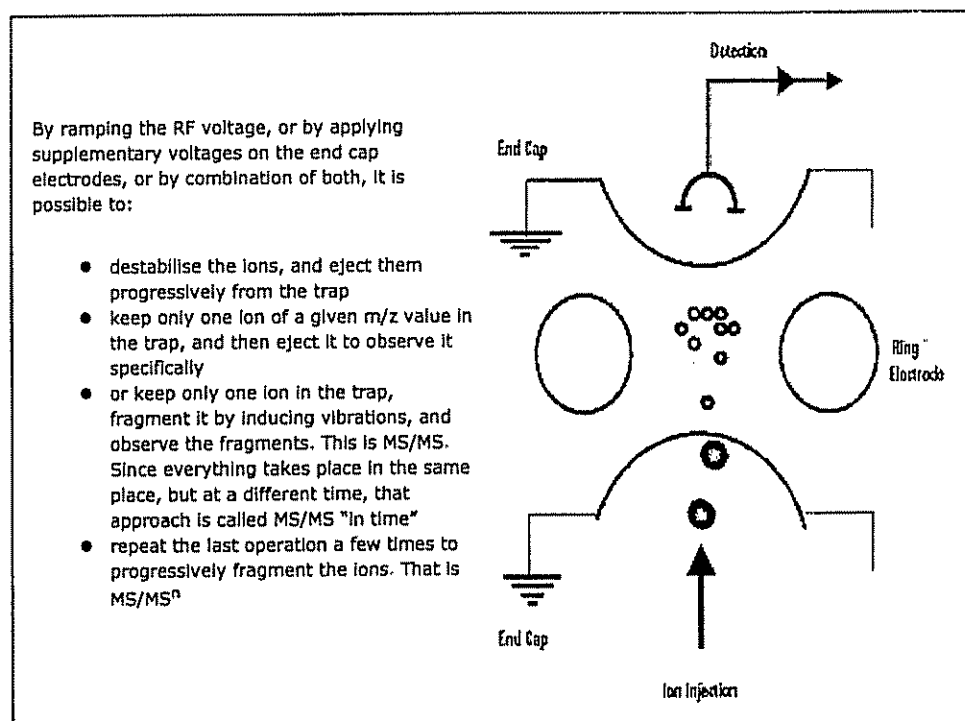 By ramping the RF voltage, or by applying
supplementary voltages on the end cap
electrodes, or by combination of both, it is
possible to:
● destabilise the ions, and eject them
progressively from the trap
● keep only one ion of a given m/z value in
the trap, and then eject it to observe it
specifically
● or keep only one ion in the trap,
fragment it by inducing vibrations, and
observe the fragments. This is MS/MS.
Since everything takes place in the same
place, but at a different time, that
approach is called MS/MS "in time"
● repeat the last operation a few times to
progressively fragment the ions. That is
MS/MSⁿ
Detection
End Cap
Ring
Electrode
End Cap
Ion Injection